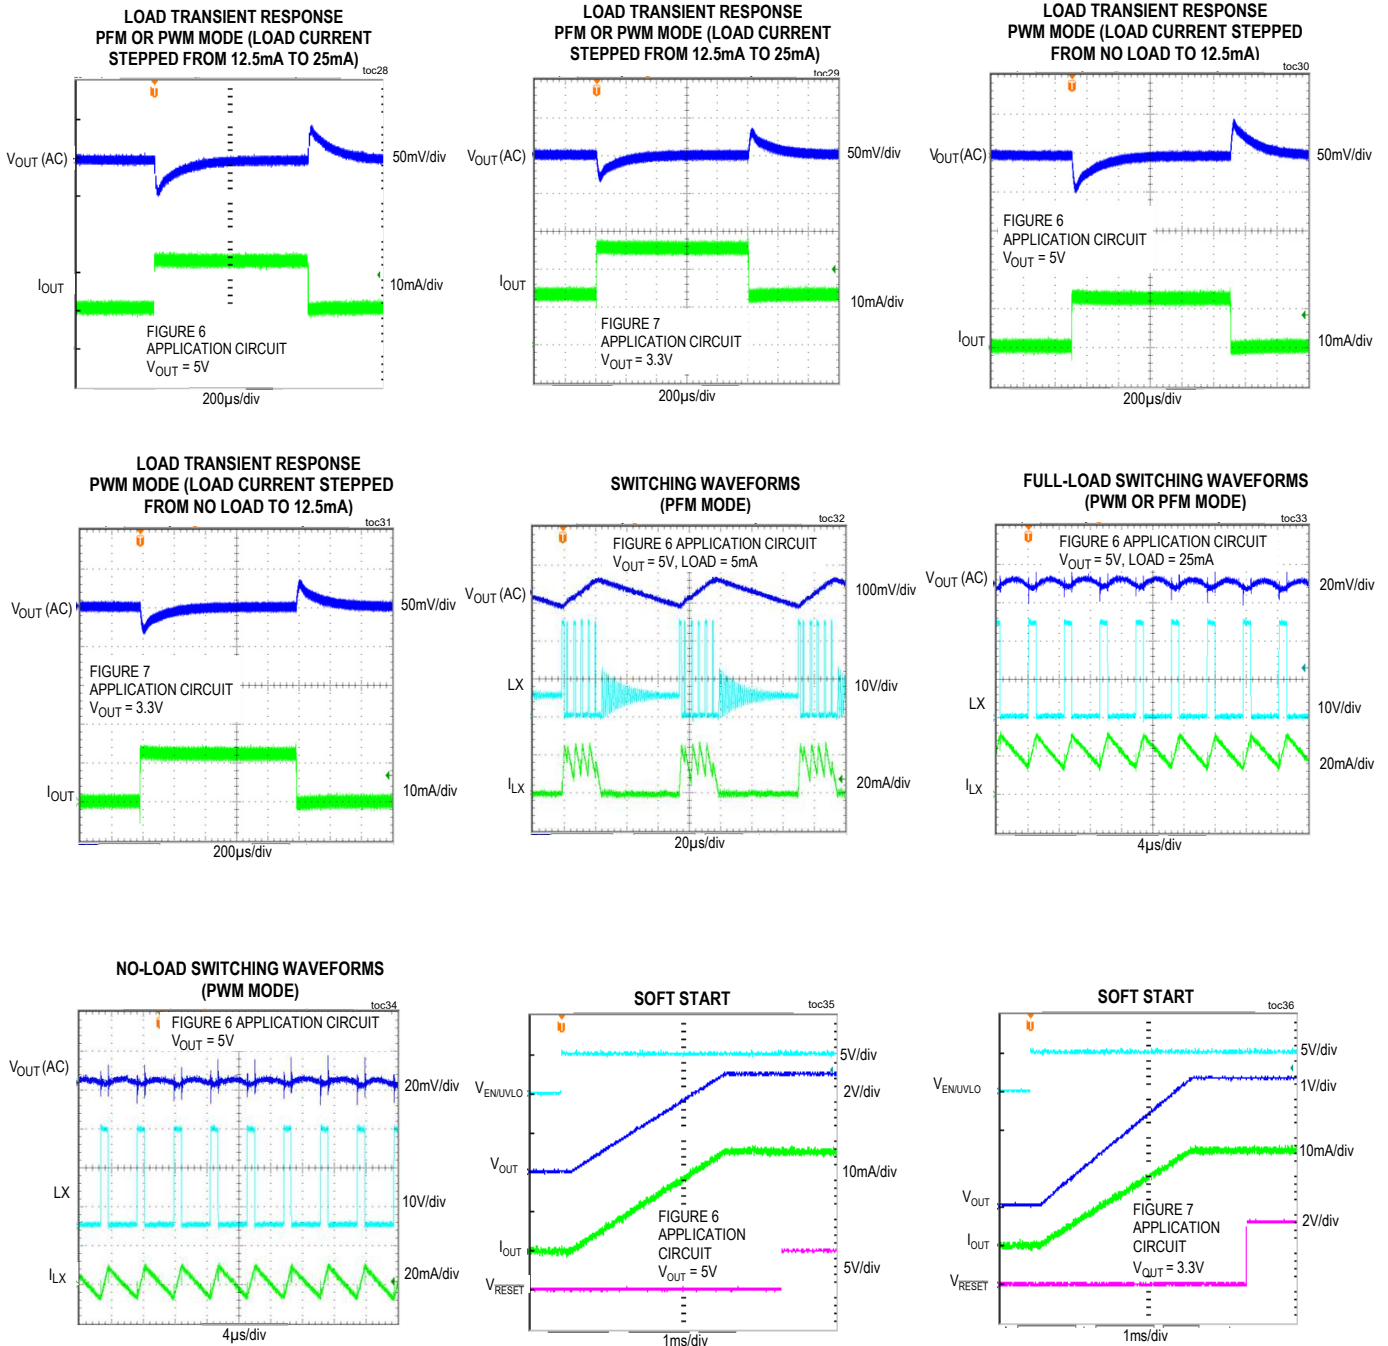 LOAD TRANSIENT RESPONSE
PFM OR PWM MODE (LOAD CURRENT
STEPPED FROM 12.5mA TO 25mA)
toc28
VOUT (AC)
50mV/div
IOUT
10mA/div
FIGURE 6
APPLICATION CIRCUIT
VOUT = 5V
200µs/div
LOAD TRANSIENT RESPONSE
PFM OR PWM MODE (LOAD CURRENT
STEPPED FROM 12.5mA TO 25mA)
toc29
VOUT (AC)
50mV/div
IOUT
10mA/div
FIGURE 7
APPLICATION CIRCUIT
VOUT = 3.3V
200µs/div
LOAD TRANSIENT RESPONSE
PWM MODE (LOAD CURRENT STEPPED
FROM NO LOAD TO 12.5mA)
toc30
VOUT(AC)
50mV/div
FIGURE 6
APPLICATION CIRCUIT
VOUT = 5V
IOUT
10mA/div
200µs/div
LOAD TRANSIENT RESPONSE
PWM MODE (LOAD CURRENT STEPPED
FROM NO LOAD TO 12.5mA)
toc31
VOUT (AC)
50mV/div
FIGURE 7
APPLICATION CIRCUIT
VOUT = 3.3V
IOUT
10mA/div
200µs/div
SWITCHING WAVEFORMS
(PFM MODE)
toc32
FIGURE 6 APPLICATION CIRCUIT
VOUT = 5V, LOAD = 5mA
VOUT (AC)
100mV/div
LX
10V/div
ILX
20mA/div
20µs/div
FULL-LOAD SWITCHING WAVEFORMS
(PWM OR PFM MODE)
toc33
FIGURE 6 APPLICATION CIRCUIT
VOUT = 5V, LOAD = 25mA
VOUT (AC)
20mV/div
LX
10V/div
ILX
20mA/div
4µs/div
NO-LOAD SWITCHING WAVEFORMS
(PWM MODE)
toc34
FIGURE 6 APPLICATION CIRCUIT
VOUT = 5V
VOUT (AC)
20mV/div
LX
10V/div
ILX
20mA/div
4µs/div
SOFT START
toc35
5V/div
VEN/UVLO
2V/div
VOUT
10mA/div
FIGURE 6
APPLICATION
CIRCUIT
VOUT = 5V
IOUT
5V/div
VRESET
1ms/div
SOFT START
toc36
5V/div
VEN/UVLO
1V/div
10mA/div
VOUT
FIGURE 7
APPLICATION
CIRCUIT
VOUT = 3.3V
2V/div
IOUT
VRESET
1ms/div